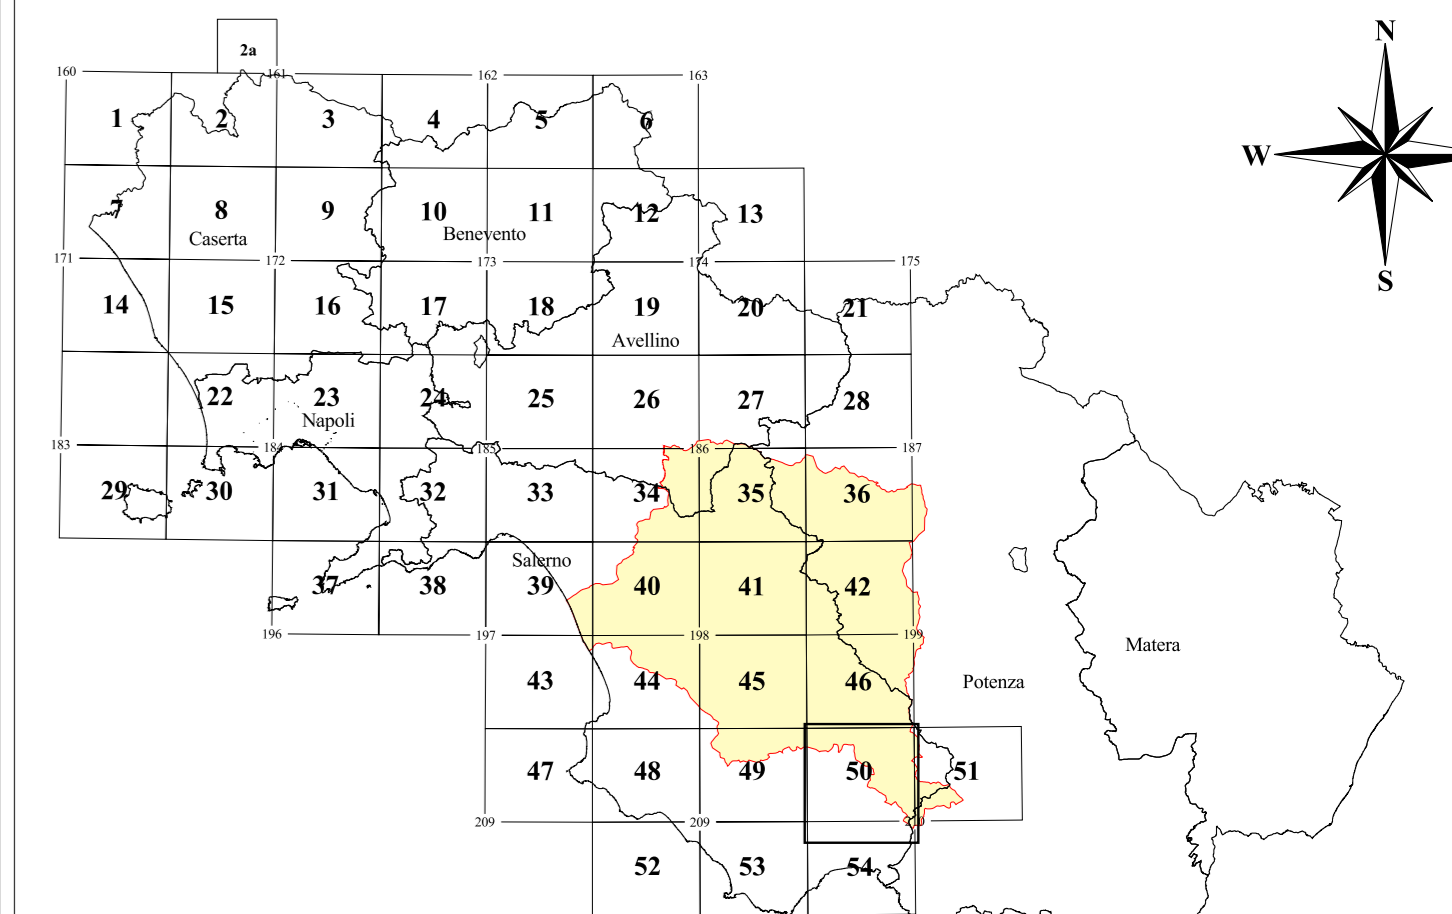 N
2a
160 161 162 163
1 2 3 4 5 6
W
7 8 9 10 11 12 13
Caserta Benevento
171 172 173 174 175
S
14 15 16 17 18 19 20 21
Avellino
22 23 24 25 26 27 28
Napoli
183 184 185 186 187
29 30 31 32 33 34 35 36
Salerno
37 38 39 40 41 42
196 197 198 199
Matera
43 44 45 46 Potenza
47 48 49 50 51
209 209 210
52 53 54